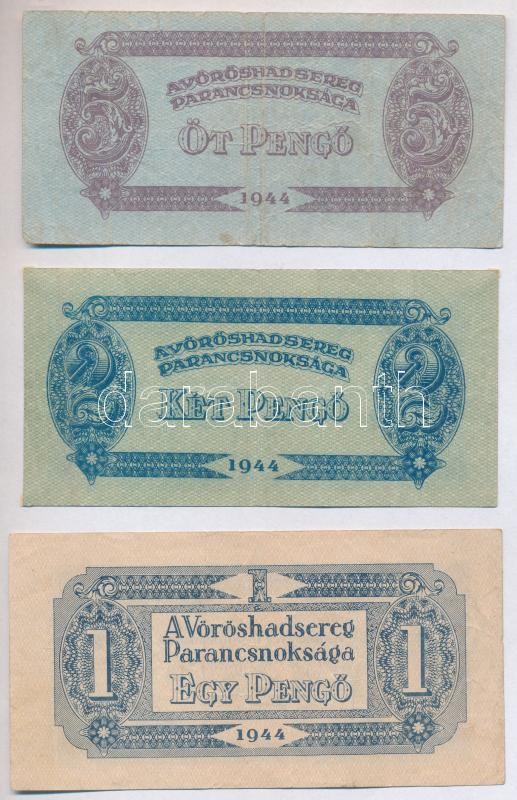 A VÖRÖSHADSEREG
PARANCSNOKSÁGA
5 ÖT PENGŐ 5
1944
A VÖRÖSHADSEREG
PARANCSNOKSÁGA
2 KÉT PENGŐ 2
darabanth
1944
1
A Vöröshadsereg
Parancsnoksága
1 EGY PENGŐ 1
1944